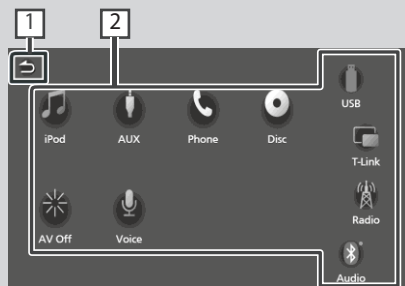 1 2
USB
iPod AUX Phone Disc
T-Link
Radio
AV Off Voice
Audio